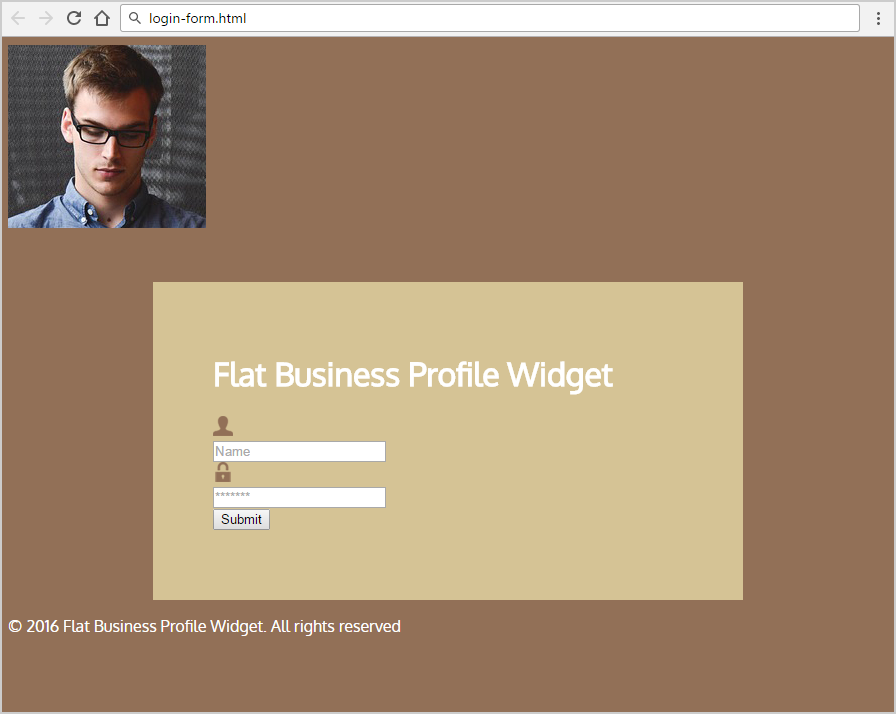 login-form.html
Flat Business Profile Widget
Name
*******
Submit
© 2016 Flat Business Profile Widget. All rights reserved